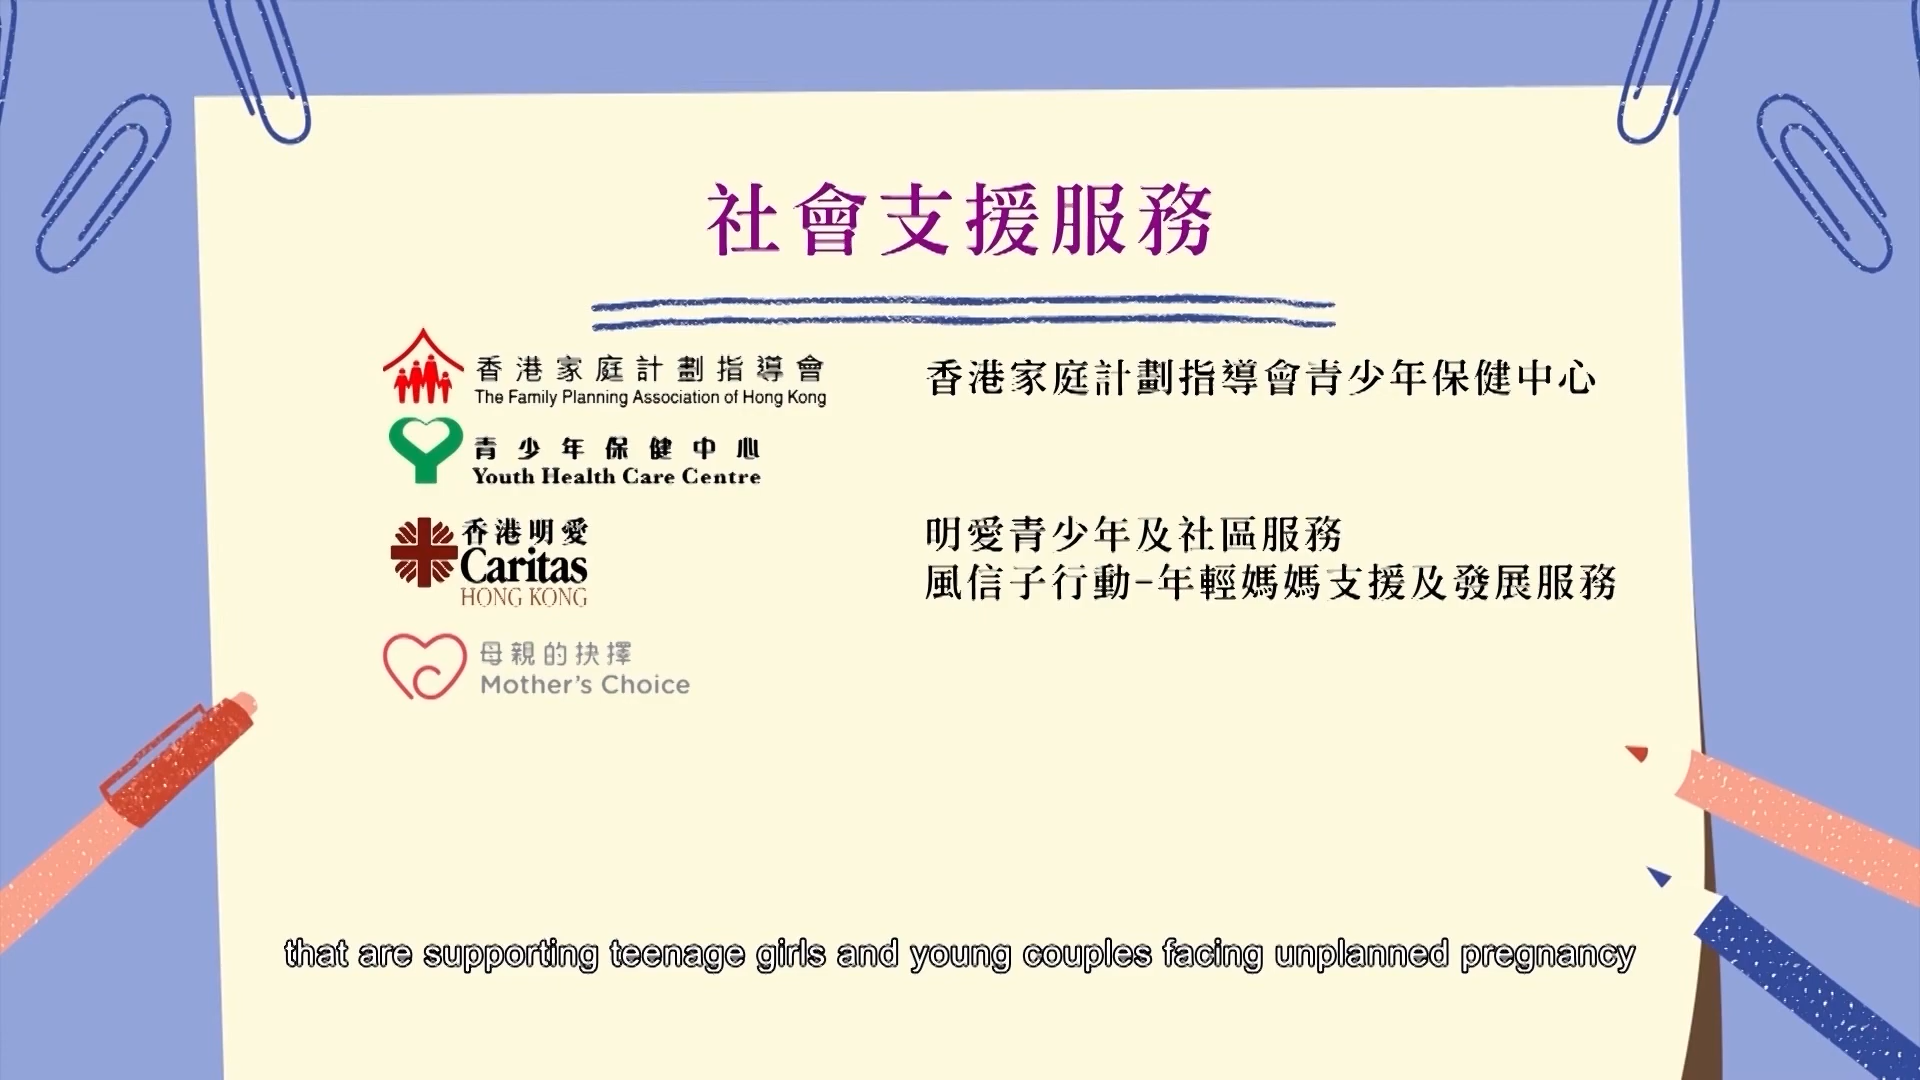 社會支援服務
香港家庭計劃指導會
The Family Planning Association of Hong Kong
香港家庭計劃指導會青少年保健中心
青少年保健中心
Youth Health Care Centre
香港明愛
Caritas
HONG KONG
明愛青少年及社區服務
風信子行動-年輕媽媽支援及發展服務
母親的抉擇
Mother's Choice
that are supporting teenage girls and young couples facing unplanned pregnancy